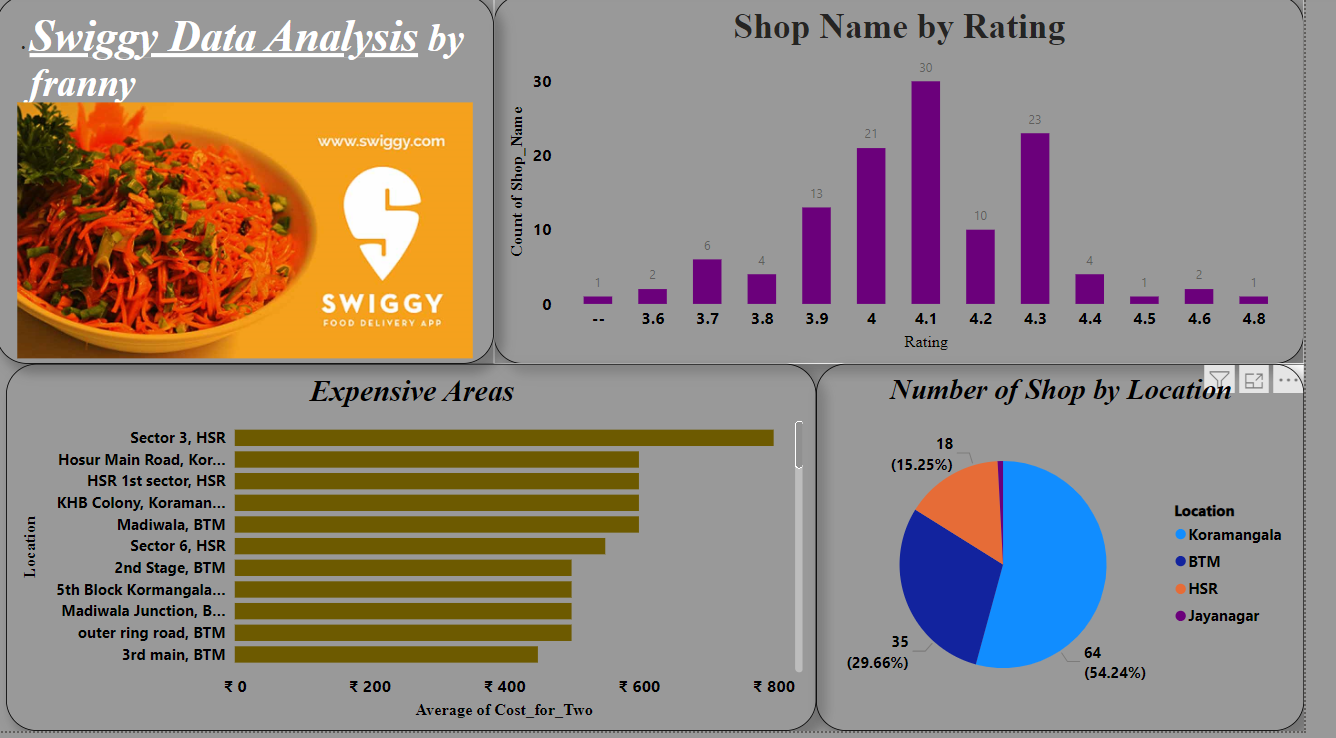 . Swiggy Data Analysis by
franny
www.swiggy.com
SWIGGY
FOOD DELIVERY APP
Shop Name by Rating
Count of Shop_Name
30
20
10
0
1
2
6
4
13
21
30
10
23
4
1
2
1
-- 3.6 3.7 3.8 3.9 4 4.1 4.2 4.3 4.4 4.5 4.6 4.8
Rating
Expensive Areas
Location
Sector 3, HSR
Hosur Main Road, Kor...
HSR 1st sector, HSR
KHB Colony, Koraman...
Madiwala, BTM
Sector 6, HSR
2nd Stage, BTM
5th Block Kormangala...
Madiwala Junction, B...
outer ring road, BTM
3rd main, BTM
₹ 0 ₹ 200 ₹ 400 ₹ 600 ₹ 800
Average of Cost_for_Two
Number of Shop by Location
18
(15.25%)
35
(29.66%)
64
(54.24%)
Location
Koramangala
BTM
HSR
Jayanagar